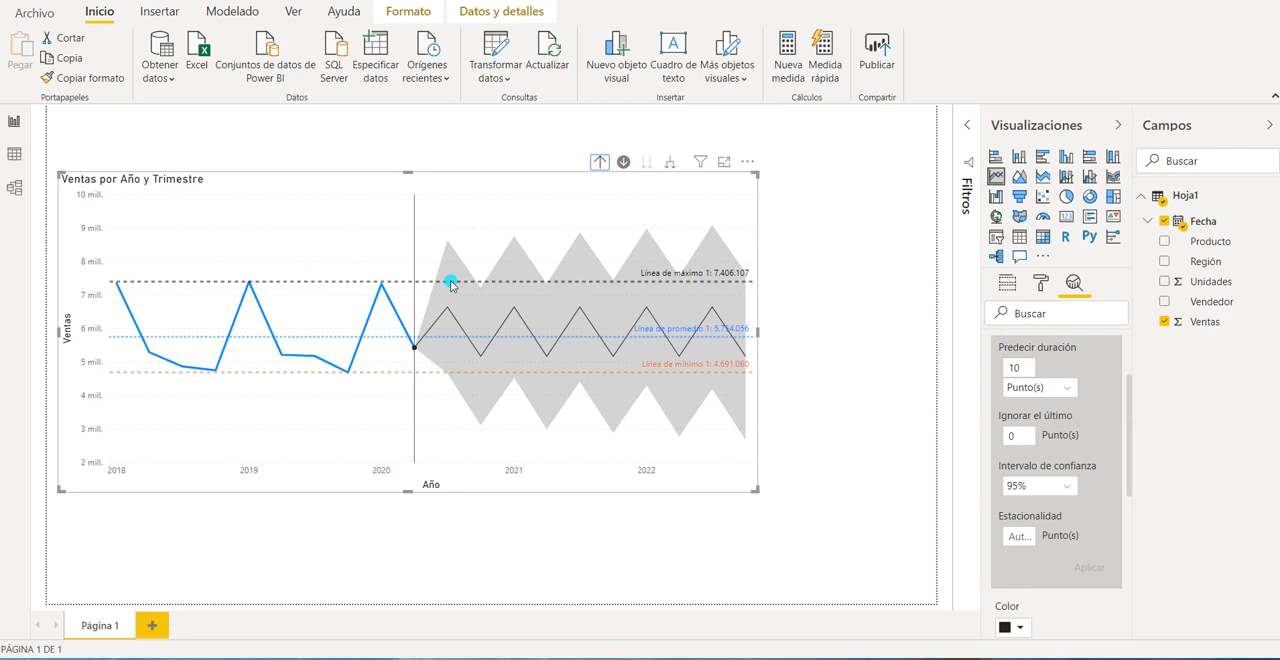 Archivo Inicio Insertar Modelado Ver Ayuda Formato Datos y detalles
Pegar
Cortar
Copia
Copiar formato
Portapapeles
Obtener datos
Excel
Conjuntos de datos de Power BI
SQL Server
Especificar datos
Orígenes recientes
Datos
Transformar datos
Actualizar
Consultas
Nuevo objeto visual
Cuadro de texto
Más objetos visuales
Insertar
Nueva medida
Medida rápida
Cálculos
Publicar
Compartir
Ventas por Año y Trimestre
10 mill.
9 mill.
8 mill.
7 mill.
6 mill.
5 mill.
4 mill.
3 mill.
2 mill.
Ventas
Línea de máximo 1: 7.406.107
Línea de promedio 1: 5.734.056
Línea de mínimo 1: 4.691.060
2018 2019 2020 2021 2022
Año
Filtros
Visualizaciones
R Py
Buscar
Predecir duración
10
Punto(s)
Ignorar el último
0 Punto(s)
Intervalo de confianza
95%
Estacionalidad
Aut... Punto(s)
Aplicar
Color
Campos
Buscar
Hoja1
Fecha
Producto
Región
Σ Unidades
Vendedor
Σ Ventas
Página 1
PÁGINA 1 DE 1